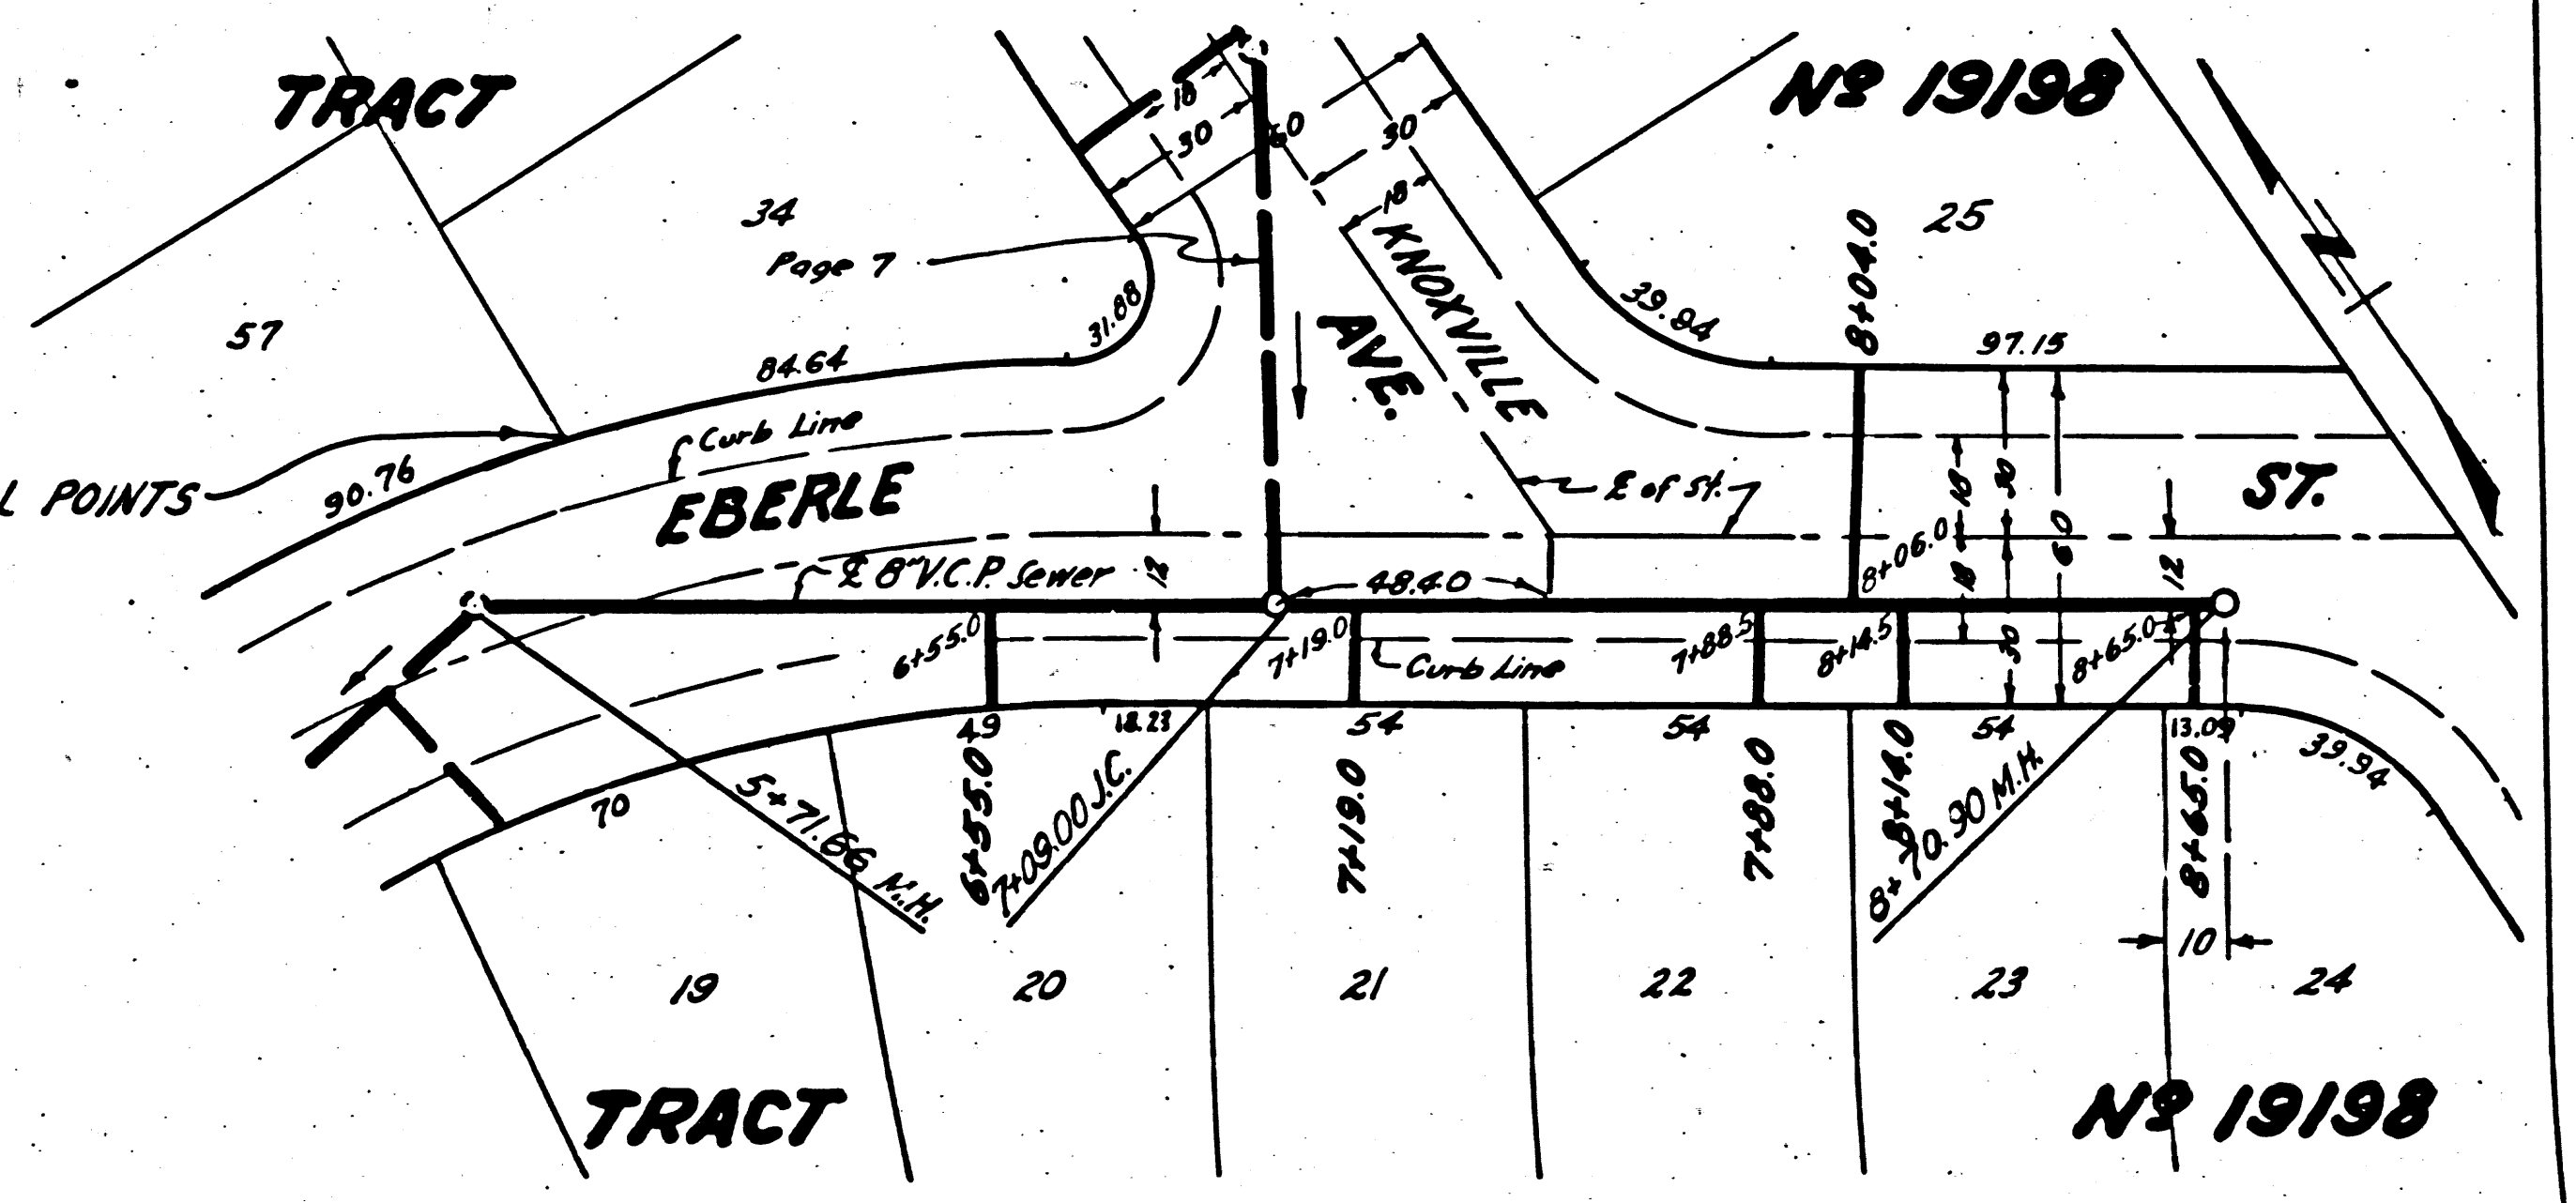 TRACT
Nº 19198
18
30
60
30
18
34
25
Page 7
KNOXVILLE
AVE.
8+04.0
57
31.88
39.94
84.64
97.15
Curb Line
L POINTS
90.76
EBERLE
℄ of St.
ST.
18
30
60
12
℄ 8" V.C.P. Sewer
12
48.40
8+06.0
18
12
6+55.0
7+19.0
Curb Line
7+88.5
8+14.5
30
8+65.0
49
18.23
54
54
54
13.09
39.94
70
5+71.66 M.H.
6+55.0
7+09.00 J.C.
7+19.0
7+88.0
8+14.0
8+70.90 M.H.
8+65.0
10
19
20
21
22
23
24
TRACT
Nº 19198